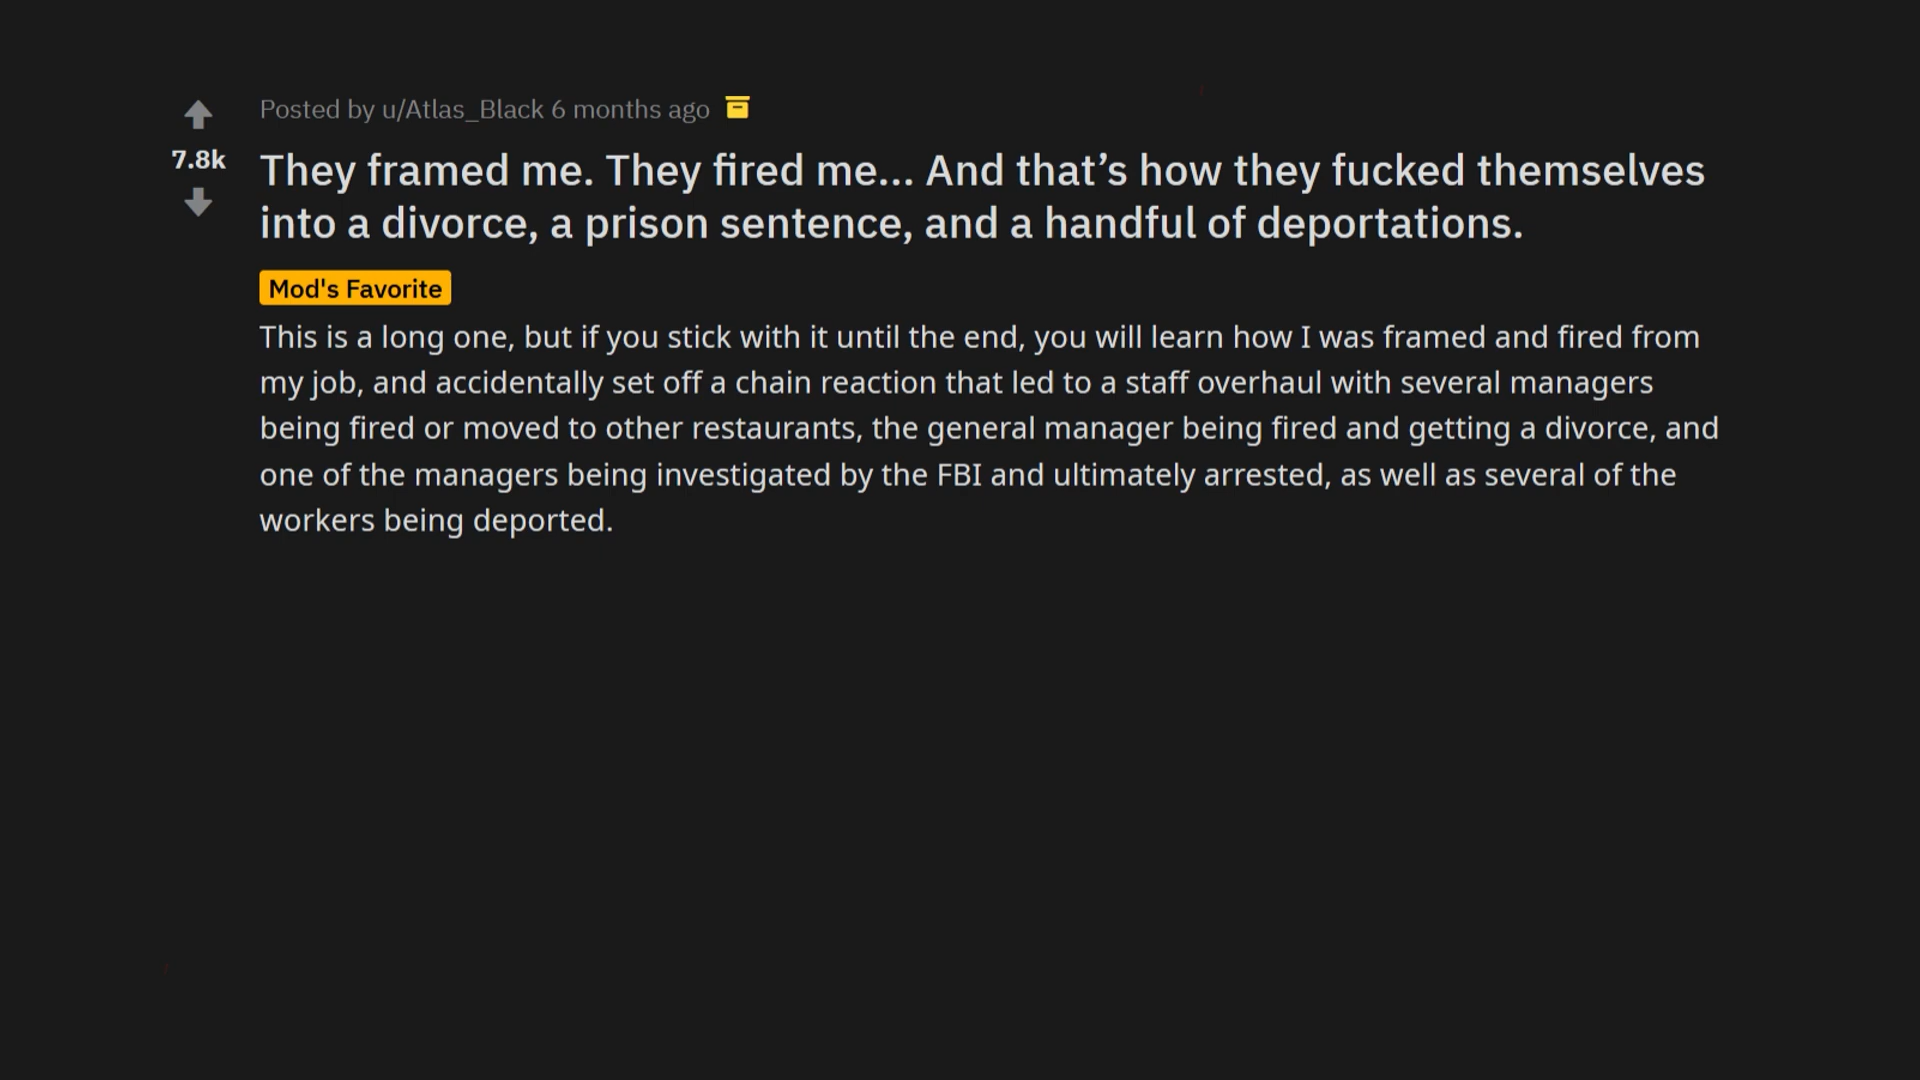 Posted by u/Atlas_Black 6 months ago
7.8k
They framed me. They fired me... And that’s how they fucked themselves
into a divorce, a prison sentence, and a handful of deportations.
Mod's Favorite
This is a long one, but if you stick with it until the end, you will learn how I was framed and fired from
my job, and accidentally set off a chain reaction that led to a staff overhaul with several managers
being fired or moved to other restaurants, the general manager being fired and getting a divorce, and
one of the managers being investigated by the FBI and ultimately arrested, as well as several of the
workers being deported.